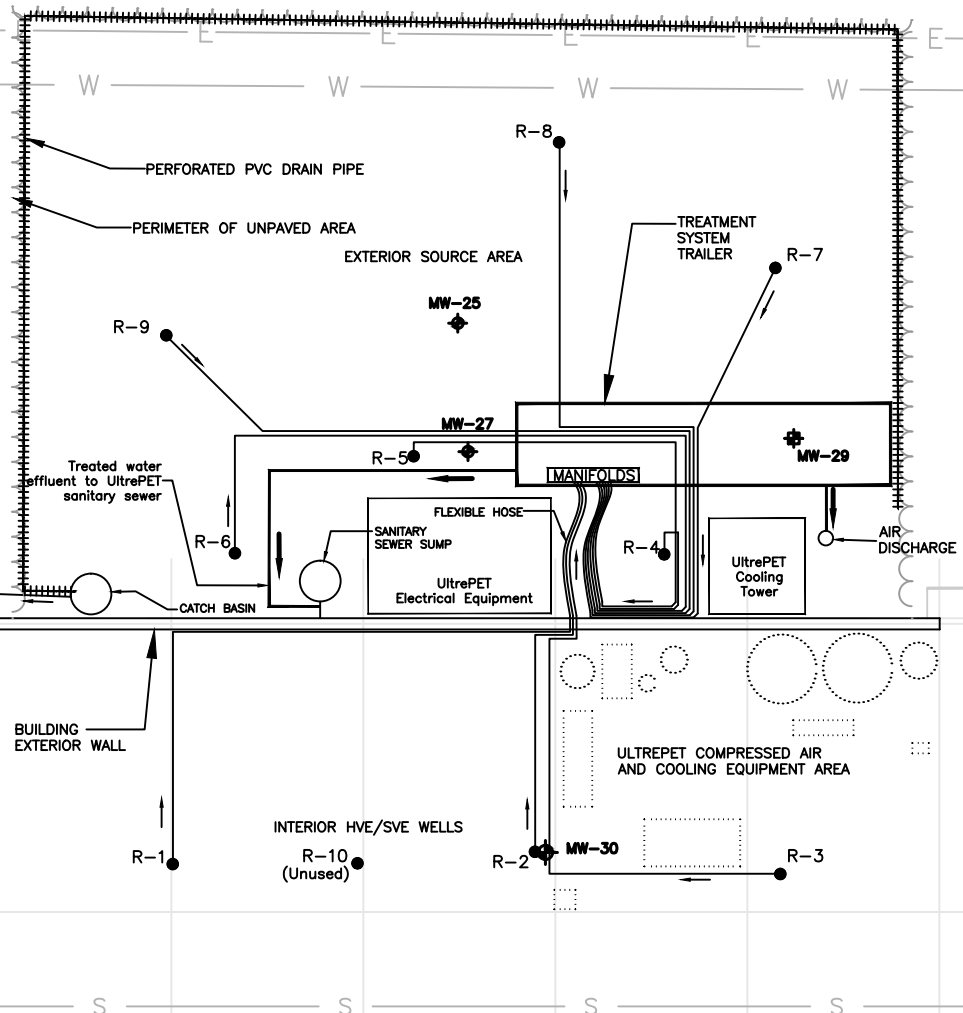 E E E E E
W W W W
R-8
PERFORATED PVC DRAIN PIPE
PERIMETER OF UNPAVED AREA
TREATMENT
SYSTEM
TRAILER
EXTERIOR SOURCE AREA
R-7
MW-25
R-9
MW-27
R-5
MW-29
Treated water
effluent to UltrePET
sanitary sewer
MANIFOLDS
FLEXIBLE HOSE
SANITARY
SEWER SUMP
R-6
R-4
AIR
DISCHARGE
UltrePET
Cooling
Tower
UltrePET
Electrical Equipment
CATCH BASIN
BUILDING
EXTERIOR WALL
ULTREPET COMPRESSED AIR
AND COOLING EQUIPMENT AREA
INTERIOR HVE/SVE WELLS
R-1
R-10
(Unused)
R-2
MW-30
R-3
S S S S